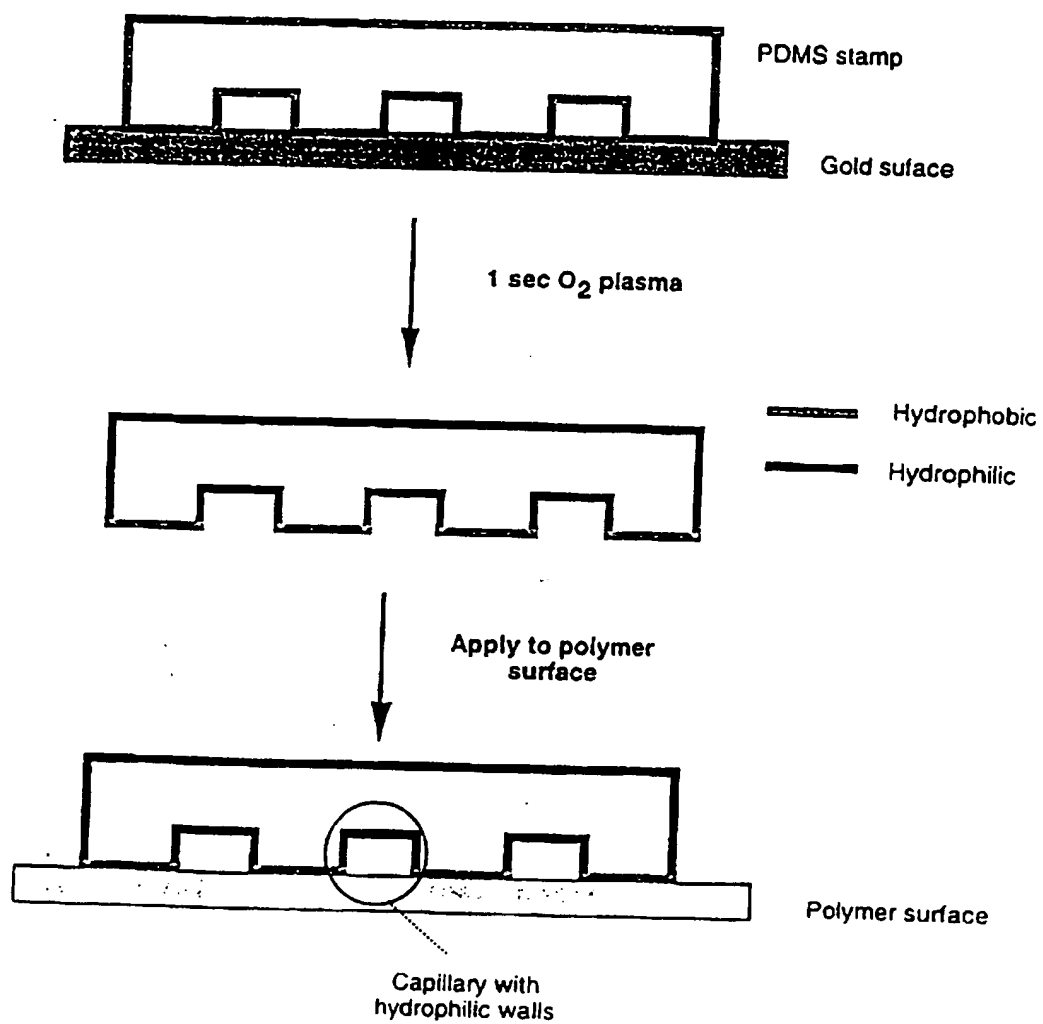 PDMS stamp
Gold suface
1 sec O2 plasma
Hydrophobic
Hydrophilic
Apply to polymer
surface
Polymer surface
Capillary with
hydrophilic walls